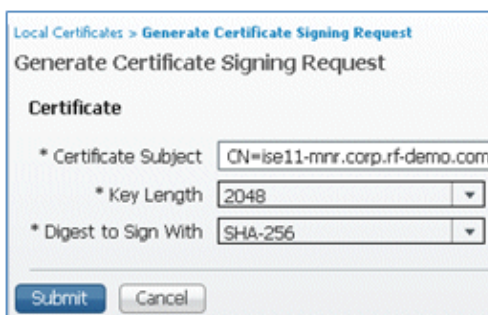 Local Certificates > Generate Certificate Signing Request
Generate Certificate Signing Request
Certificate
* Certificate Subject CN=ise11-mnr.corp.rf-demo.com
* Key Length 2048
* Digest to Sign With SHA-256
Submit Cancel